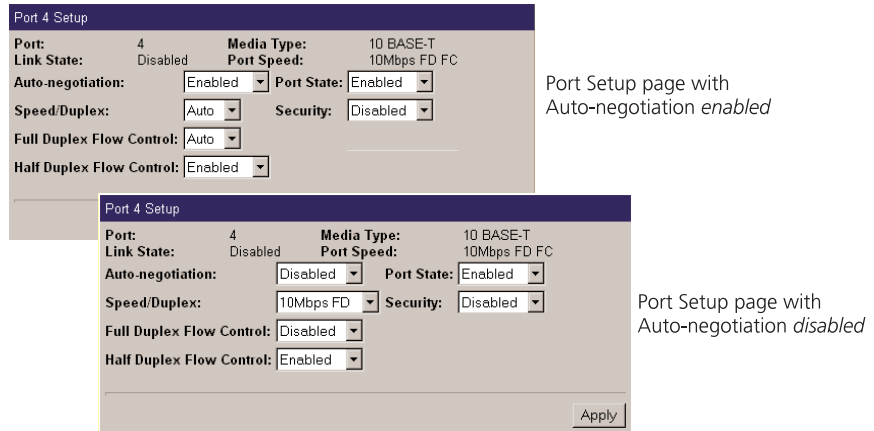 Port 4 Setup
Port: 4 Media Type: 10 BASE-T
Link State: Disabled Port Speed: 10Mbps FD FC
Auto-negotiation: Enabled Port State: Enabled
Speed/Duplex: Auto Security: Disabled
Full Duplex Flow Control: Auto
Half Duplex Flow Control: Enabled
Port Setup page with
Auto-negotiation enabled
Port 4 Setup
Port: 4 Media Type: 10 BASE-T
Link State: Disabled Port Speed: 10Mbps FD FC
Auto-negotiation: Disabled Port State: Enabled
Speed/Duplex: 10Mbps FD Security: Disabled
Full Duplex Flow Control: Disabled
Half Duplex Flow Control: Enabled
Apply
Port Setup page with
Auto-negotiation disabled